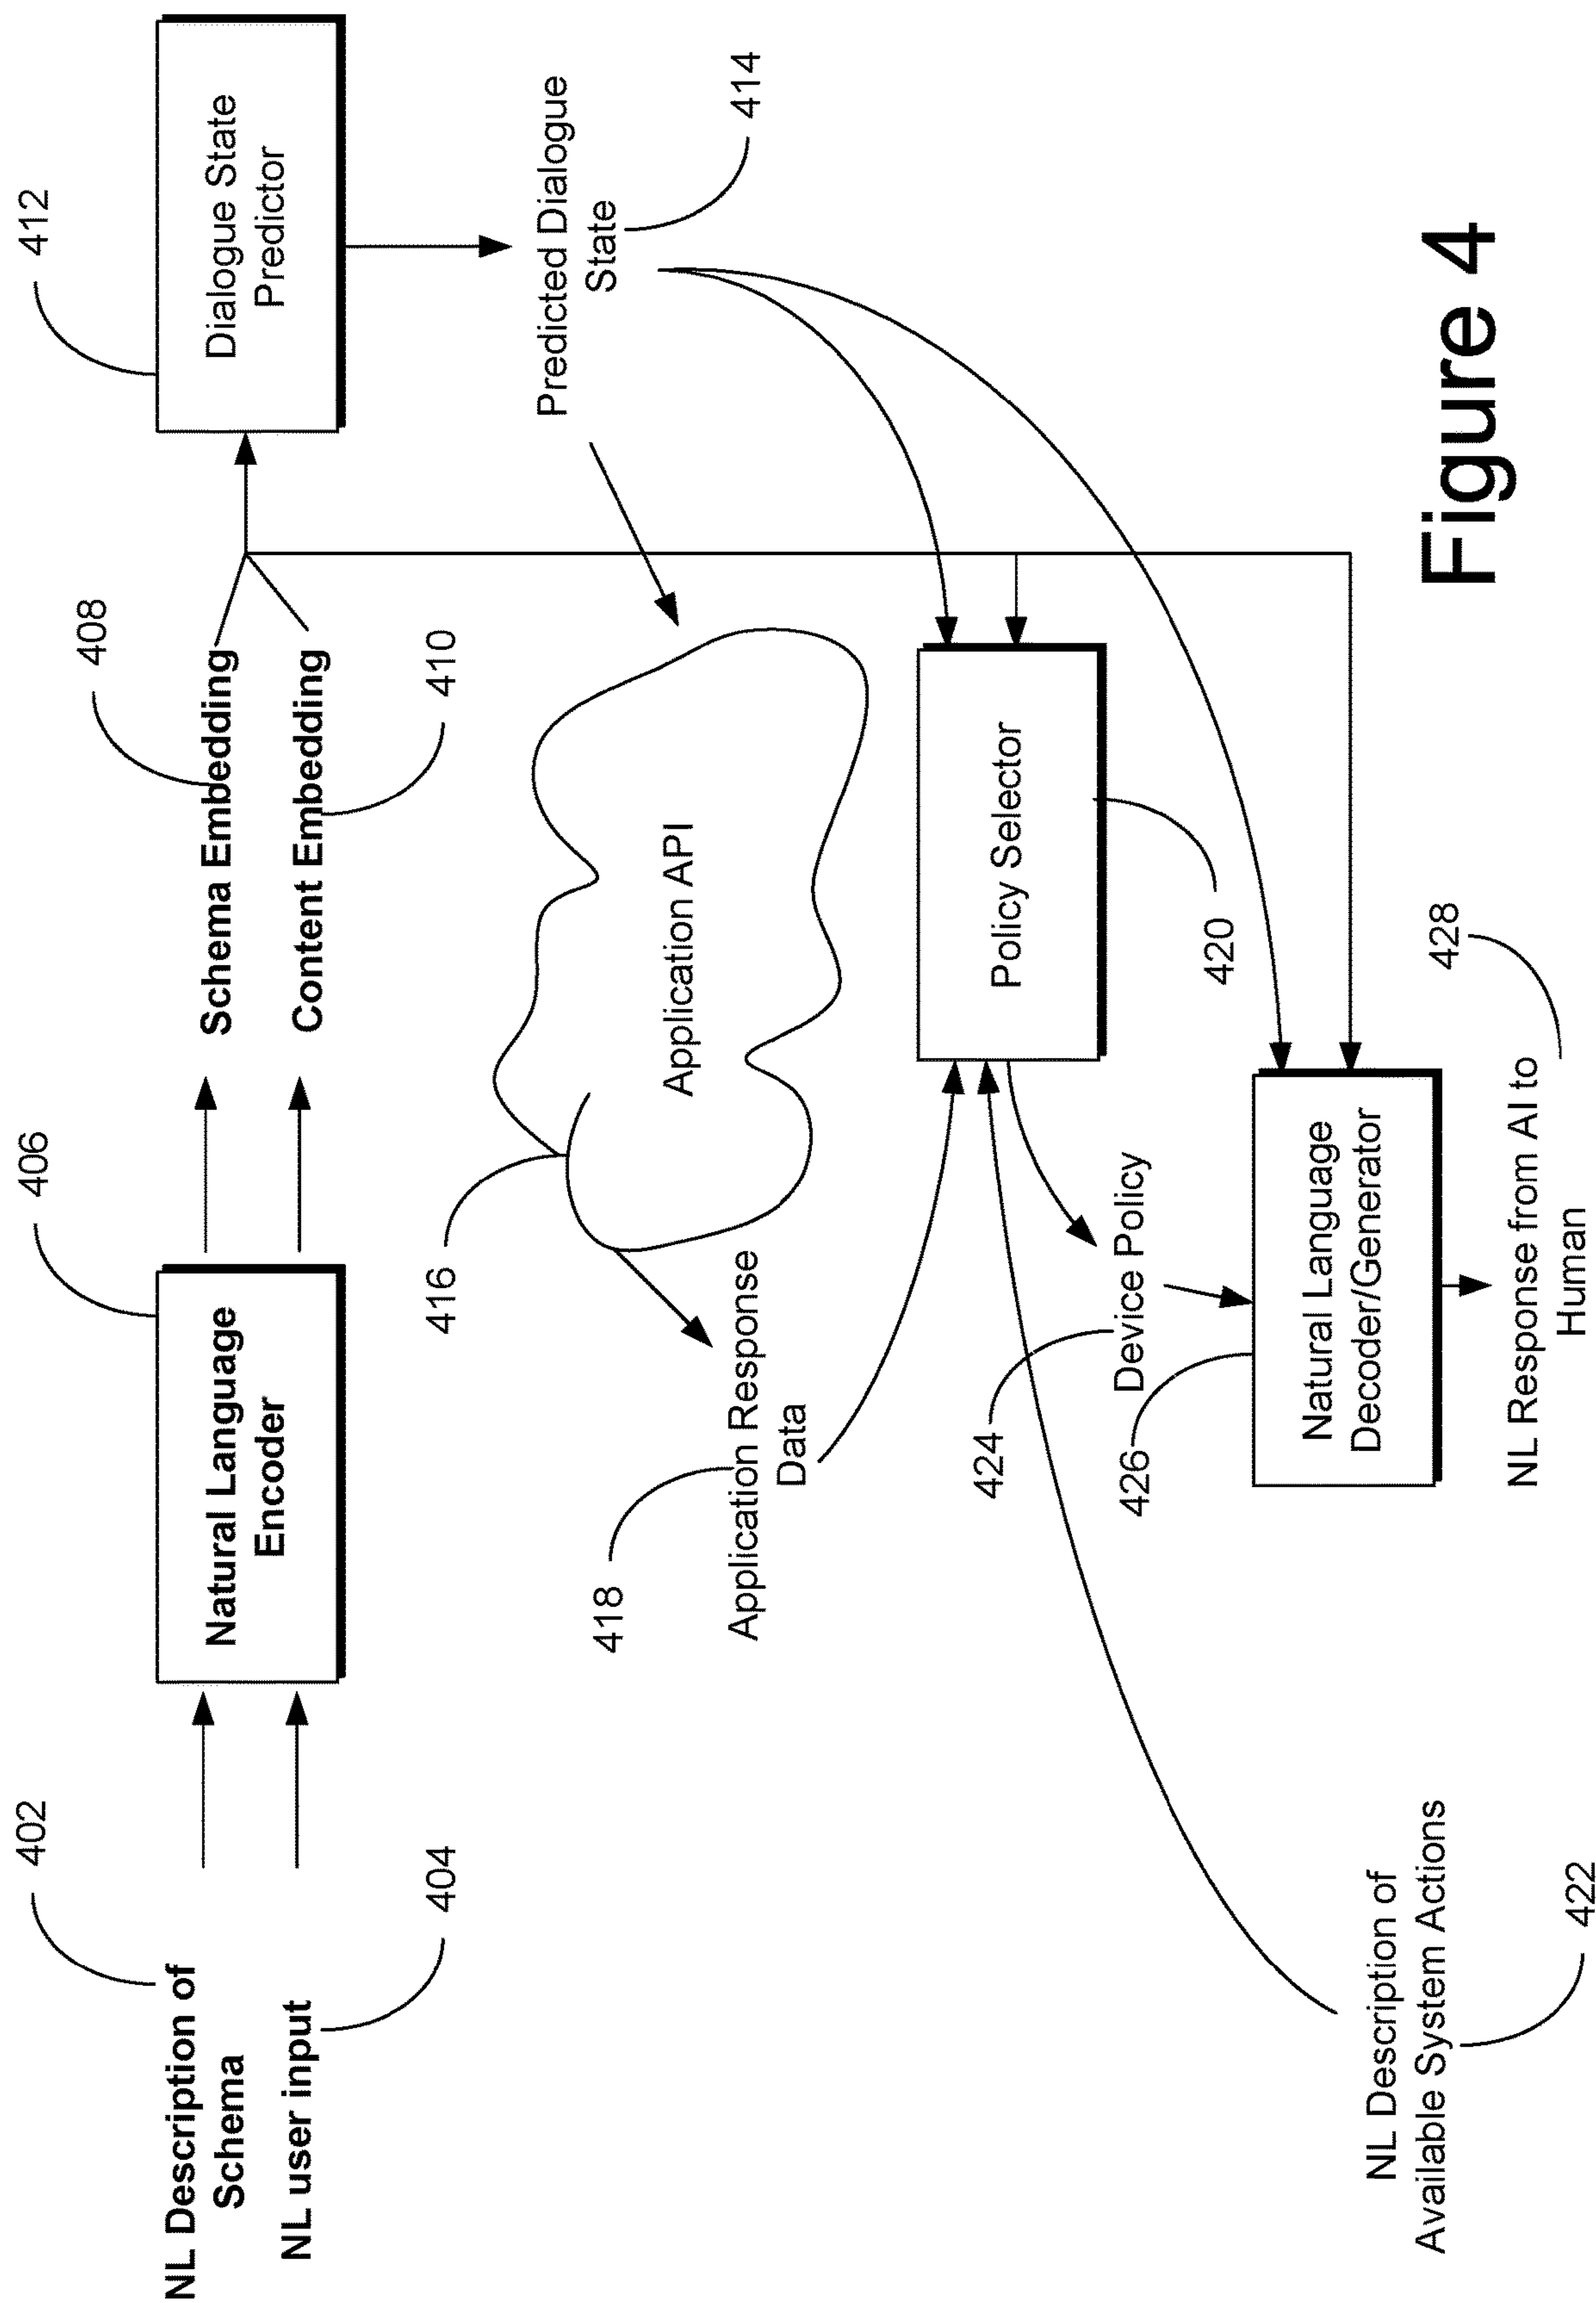 402
NL Description of
Schema
NL user input
404
406
Natural Language
Encoder
408
Schema Embedding
Content Embedding
410
412
Dialogue State
Predictor
Predicted Dialogue
State
414
416
Application API
418
Application Response
Data
Policy Selector
420
424
Device Policy
426
Natural Language
Decoder/Generator
428
NL Response from AI to
Human
NL Description of
Available System Actions
422
Figure 4